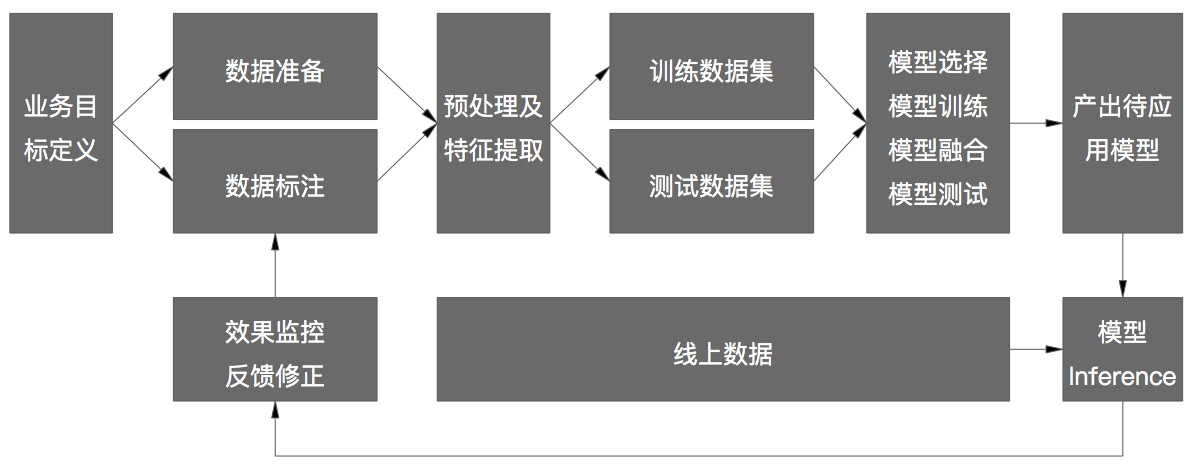 业务目
标定义
数据准备
数据标注
预处理及
特征提取
训练数据集
测试数据集
模型选择
模型训练
模型融合
模型测试
产出待应
用模型
效果监控
反馈修正
线上数据
模型
Inference